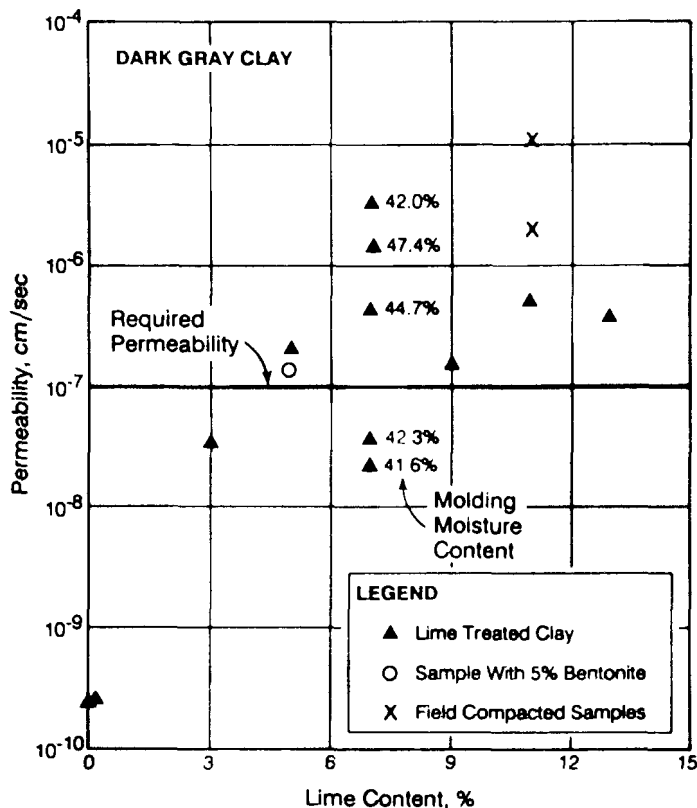 10-4
DARK GRAY CLAY
10-5
42.0%
47.4%
10-6
44.7%
Required
Permeability
10-7
42.3%
41.6%
10-8
Molding
Moisture
Content
10-9
10-10
LEGEND
▲ Lime Treated Clay
O Sample With 5% Bentonite
X Field Compacted Samples
0 3 6 9 12 15
Lime Content, %
Permeability, cm/sec